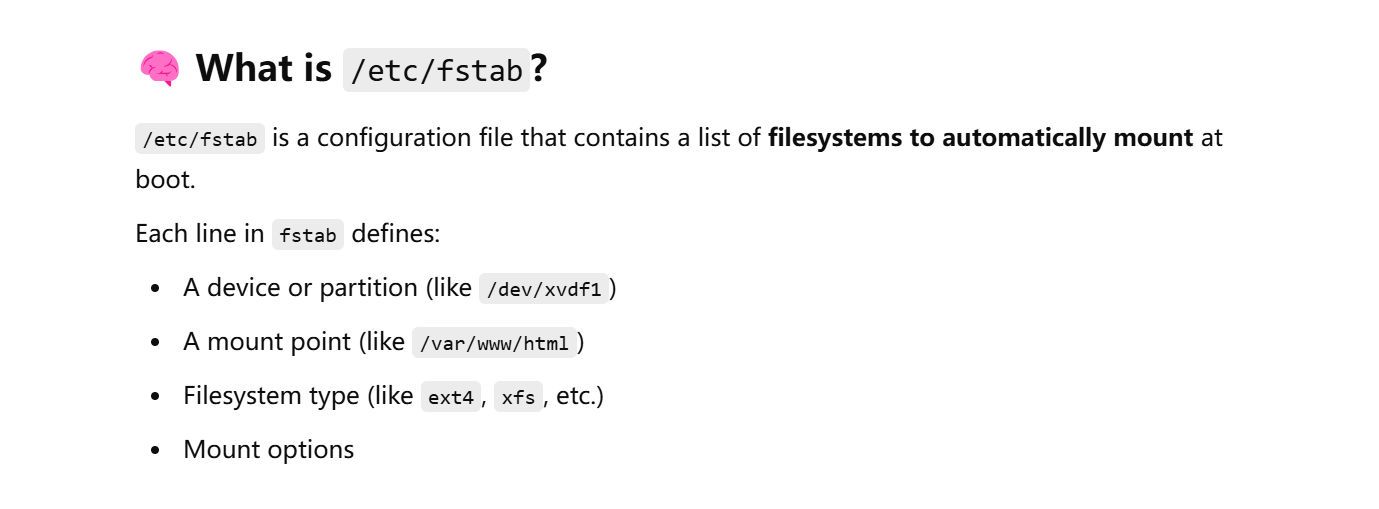 🧠 What is /etc/fstab?
/etc/fstab is a configuration file that contains a list of filesystems to automatically mount at
boot.
Each line in fstab defines:
• A device or partition (like /dev/xvdf1)
• A mount point (like /var/www/html)
• Filesystem type (like ext4, xfs, etc.)
• Mount options